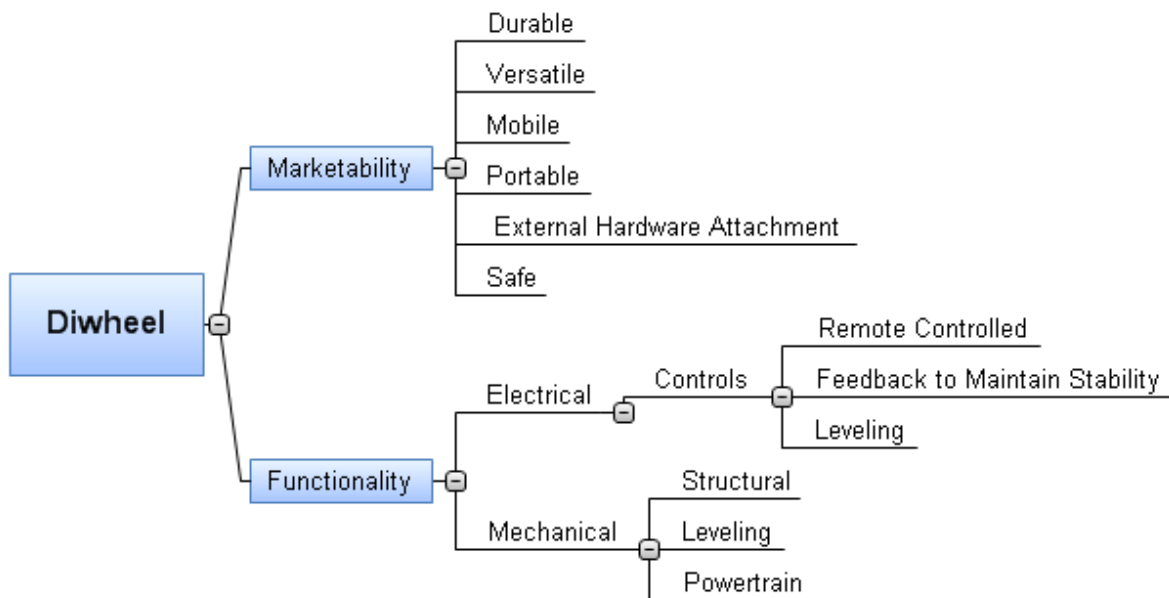 Diwheel
Marketability
Durable
Versatile
Mobile
Portable
External Hardware Attachment
Safe
Functionality
Electrical
Controls
Remote Controlled
Feedback to Maintain Stability
Leveling
Mechanical
Structural
Leveling
Powertrain